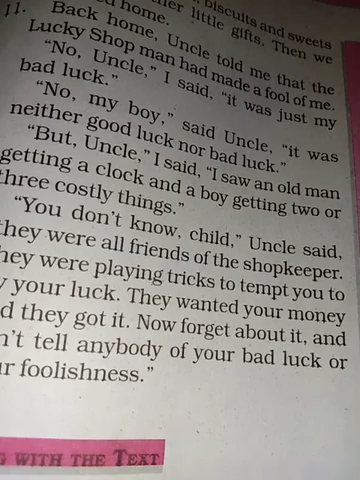 biscuits and sweets
home. little gifts. Then we
11. Back home, Uncle told me that the
Lucky Shop man had made a fool of me.
“No, Uncle,” I said, “it was just my
bad luck.”
“No, my boy,” said Uncle, “it was
neither good luck nor bad luck.”
“But, Uncle,” I said, “I saw an old man
getting a clock and a boy getting two or
three costly things.”
“You don’t know, child,” Uncle said,
they were all friends of the shopkeeper.
hey were playing tricks to tempt you to
y your luck. They wanted your money
d they got it. Now forget about it, and
n’t tell anybody of your bad luck or
ur foolishness.”
G WITH THE TEXT